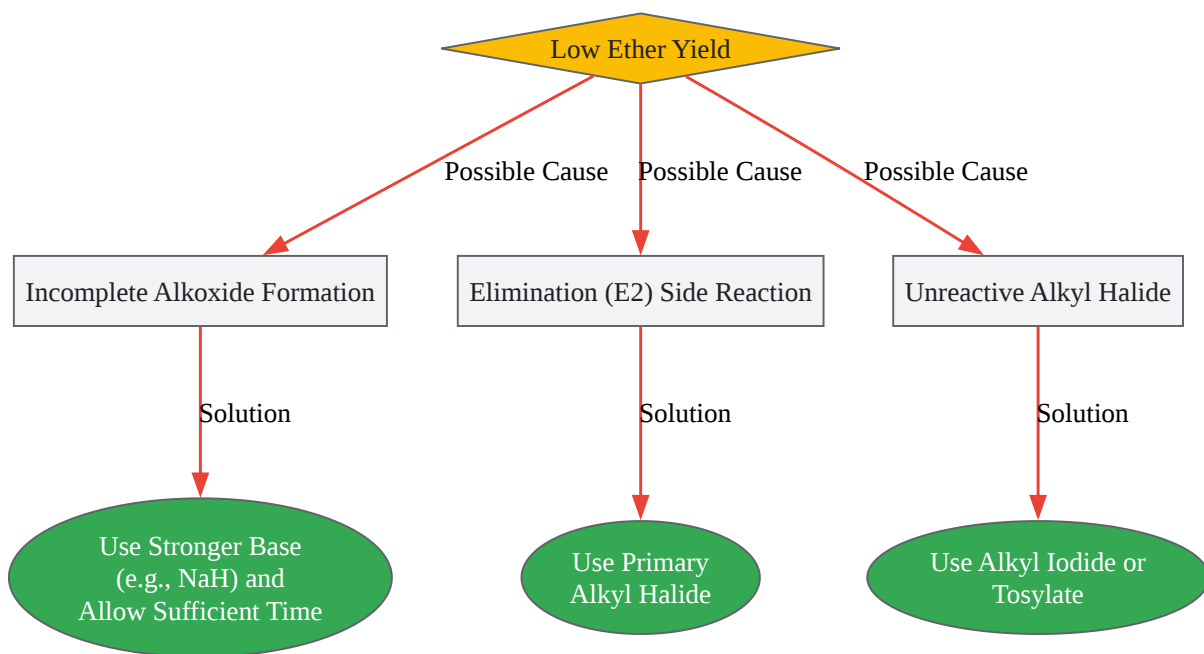 Low Ether Yield
Possible Cause
Possible Cause
Possible Cause
Incomplete Alkoxide Formation
Elimination (E2) Side Reaction
Unreactive Alkyl Halide
Solution
Solution
Solution
Use Stronger Base
(e.g., NaH) and
Allow Sufficient Time
Use Primary
Alkyl Halide
Use Alkyl Iodide or
Tosylate